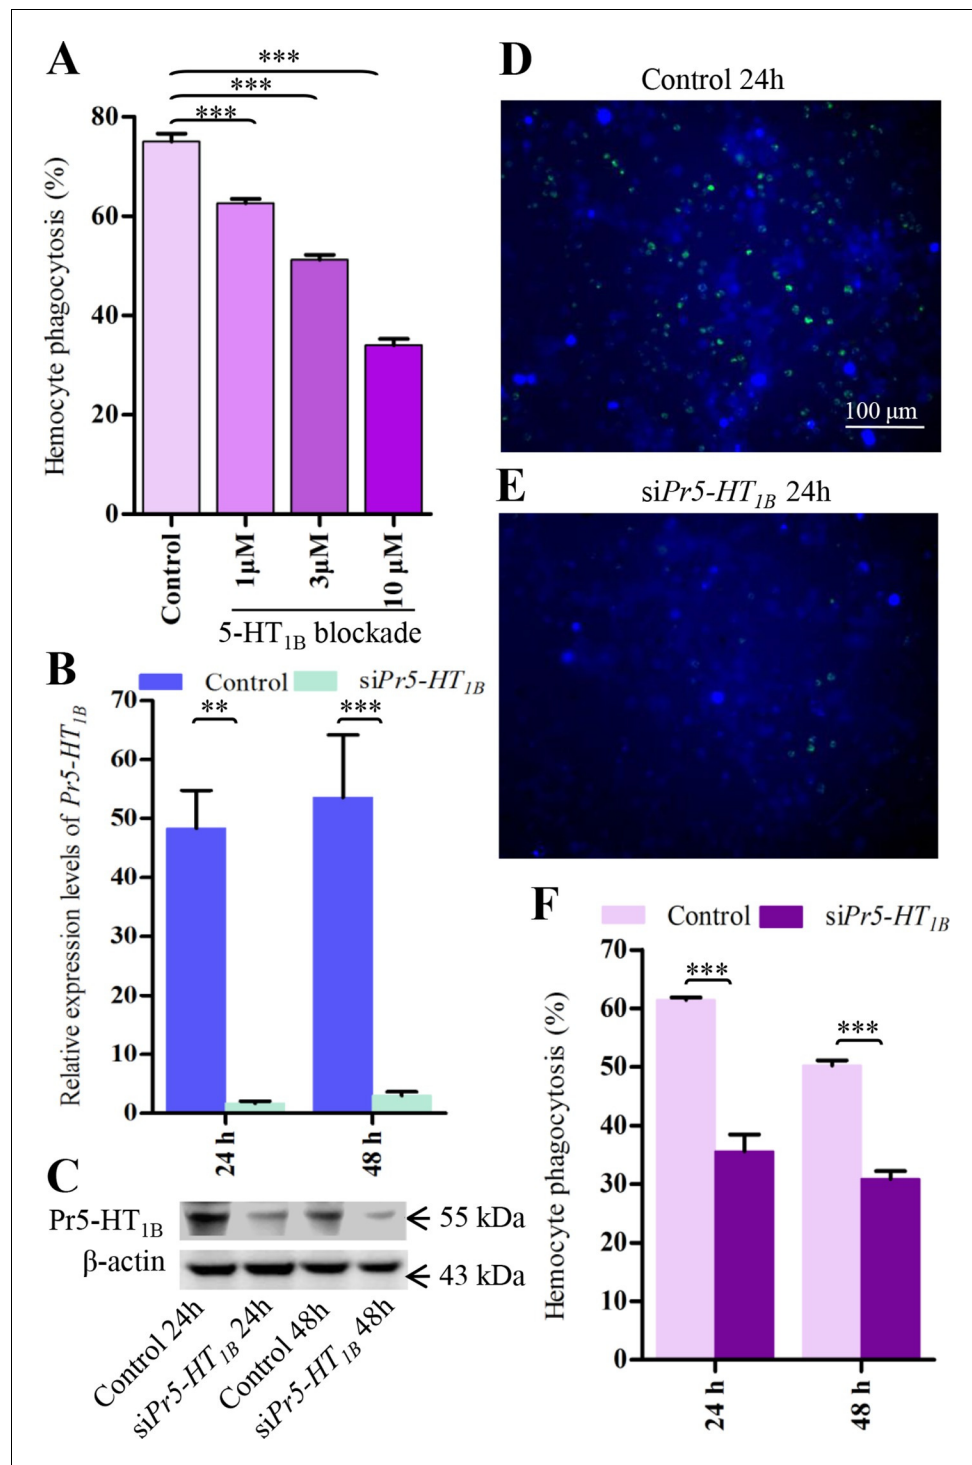 A
***
***
***
Hemocyte phagocytosis (%)
80
60
40
20
0
Control
1μM
3μM
10 μM
5-HT1B blockade
B
Control
siPr5-HT1B
**
***
Relative expression levels of Pr5-HT1B
70
60
50
40
30
20
10
0
24 h
48 h
C
Pr5-HT1B
55 kDa
β-actin
43 kDa
Control 24h
siPr5-HT1B 24h
Control 48h
siPr5-HT1B 48h
D
Control 24h
100 μm
E
siPr5-HT1B 24h
F
Control
siPr5-HT1B
***
***
Hemocyte phagocytosis (%)
70
60
50
40
30
20
10
0
24 h
48 h